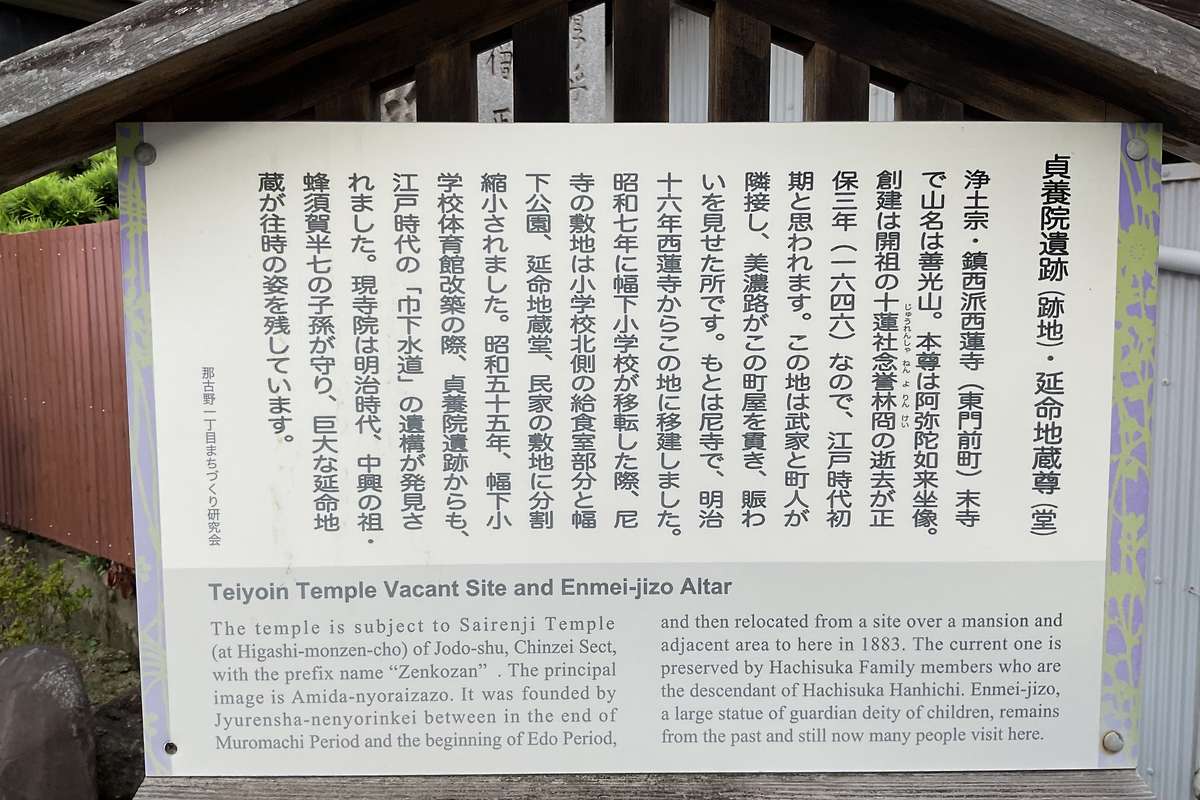 貞養院遺跡（跡地）・延命地蔵尊（堂）
浄土宗・鎮西派西蓮寺（東門前町）末寺
で山名は善光山。本尊は阿弥陀如来坐像。
創建は開祖の十蓮社念誉林冏の逝去が正
じゅうれんしゃ ねん よ りん けい
保三年（一六四六）なので、江戸時代初
期と思われます。この地は武家と町人が
隣接し、美濃路がこの町屋を貫き、賑わ
いを見せた所です。もとは尼寺で、明治
十六年西蓮寺からこの地に移建しました。
昭和七年に幅下小学校が移転した際、尼
寺の敷地は小学校北側の給食室部分と幅
下公園、延命地蔵堂、民家の敷地に分割
縮小されました。昭和五十五年、幅下小
学校体育館改築の際、貞養院遺跡からも、
江戸時代の「巾下水道」の遺構が発見さ
れました。現寺院は明治時代、中興の祖・
蜂須賀半七の子孫が守り、巨大な延命地
蔵が往時の姿を残しています。
那古野一丁目まちづくり研究会
Teiyoin Temple Vacant Site and Enmei-jizo Altar
The temple is subject to Sairenji Temple
(at Higashi-monzen-cho) of Jodo-shu, Chinzei Sect,
with the prefix name “Zenkozan” . The principal
image is Amida-nyoraizazo. It was founded by
Jyurensha-nenyorinkei between in the end of
Muromachi Period and the beginning of Edo Period,
and then relocated from a site over a mansion and
adjacent area to here in 1883. The current one is
preserved by Hachisuka Family members who are
the descendant of Hachisuka Hanhichi. Enmei-jizo,
a large statue of guardian deity of children, remains
from the past and still now many people visit here.